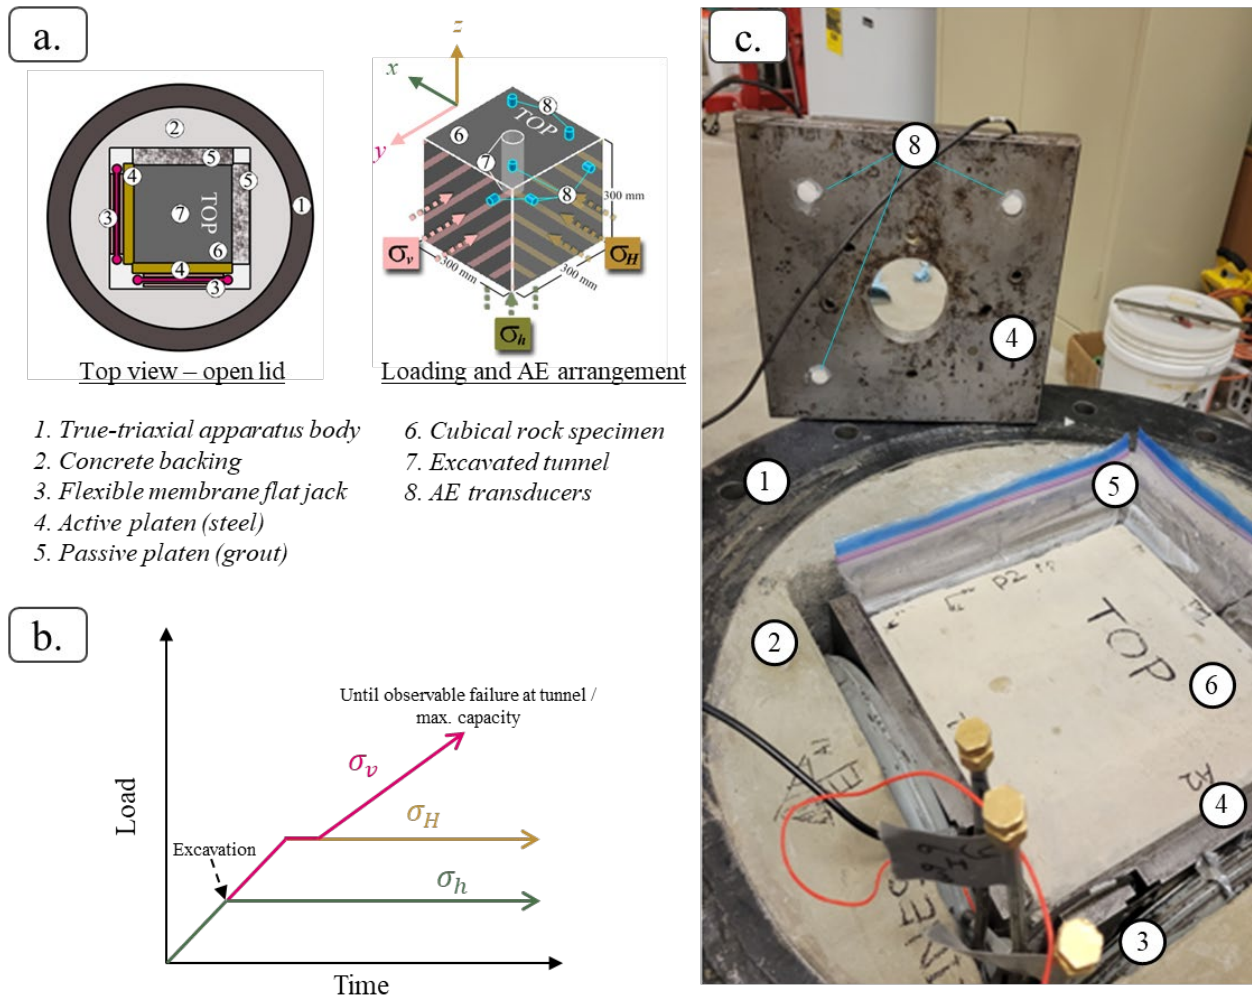 a.
z
x
y
2
5
4
5
3
7
TOP
1
6
4
3
8
TOP
6
7
8
300 mm
σv
σH
300 mm
300 mm
σh
Top view – open lid
Loading and AE arrangement
1. True-triaxial apparatus body
2. Concrete backing
3. Flexible membrane flat jack
4. Active platen (steel)
5. Passive platen (grout)
6. Cubical rock specimen
7. Excavated tunnel
8. AE transducers
b.
Until observable failure at tunnel /
max. capacity
σv
σH
Excavation
σh
Load
Time
c.
8
4
1
5
2
TOP
6
A2
4
3